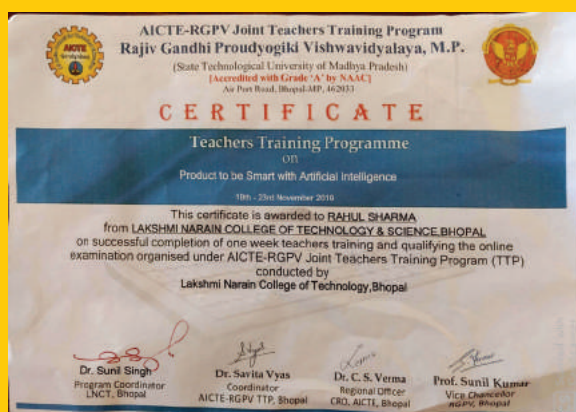 AICTE-RGPV Joint Teachers Training Program
Rajiv Gandhi Proudyogiki Vishwavidyalaya, M.P.
(State Technological University of Madhya Pradesh)
[Accredited with Grade 'A' by NAAC]
Air Port Road, Bhopal-MP, 462033
CERTIFICATE
Teachers Training Programme
on
Product to be Smart with Artificial Intelligence
This certificate is awarded to RAHUL SHARMA
from LAKSHMI NARAIN COLLEGE OF TECHNOLOGY & SCIENCE,BHOPAL
on successful completion of one week teachers training and qualifying the online
examination organised under AICTE-RGPV Joint Teachers Training Program (TTP)
conducted by
Lakshmi Narain College of Technology,Bhopal
Dr. Sunil Singh
Program Coordinator
LNCT, Bhopal
Dr. Savita Vyas
Coordinator
AICTE-RGPV TTP, Bhopal
Dr. C. S. Verma
Regional Officer
CRO, AICTE, Bhopal
Prof. Sunil Kumar
Vice Chancellor
RGPV, Bhopal
AICTE